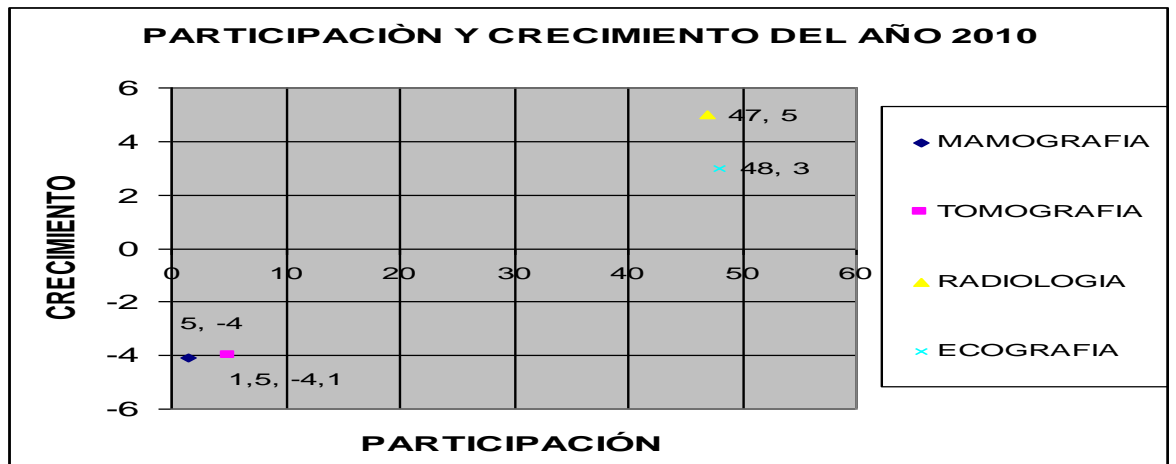 PARTICIPACIÒN Y CRECIMIENTO DEL AÑO 2010
CRECIMIENTO
6
4
2
0
-2
-4
-6
0 10 20 30 40 50 60
47, 5
48, 3
5, -4
1,5, -4,1
PARTICIPACIÓN
MAMOGRAFIA
TOMOGRAFIA
RADIOLOGIA
ECOGRAFIA